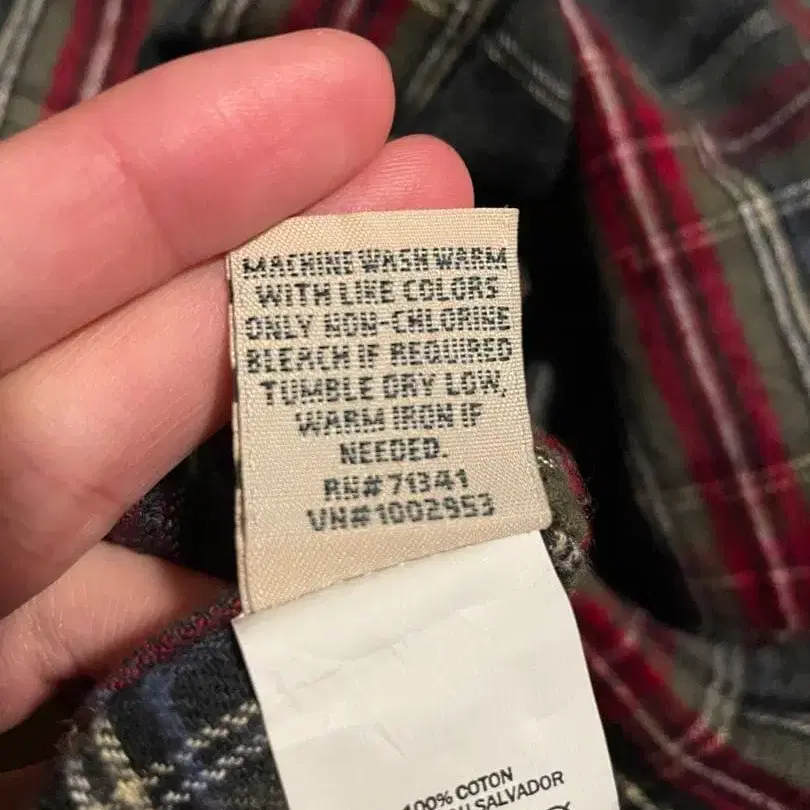 MACHINE WASH WARM
WITH LIKE COLORS
ONLY NON-CHLORINE
BLEACH IF REQUIRED
TUMBLE DRY LOW,
WARM IRON IF
NEEDED.
RN# 71341
VN#1002953
100% COTON
SALVADOR